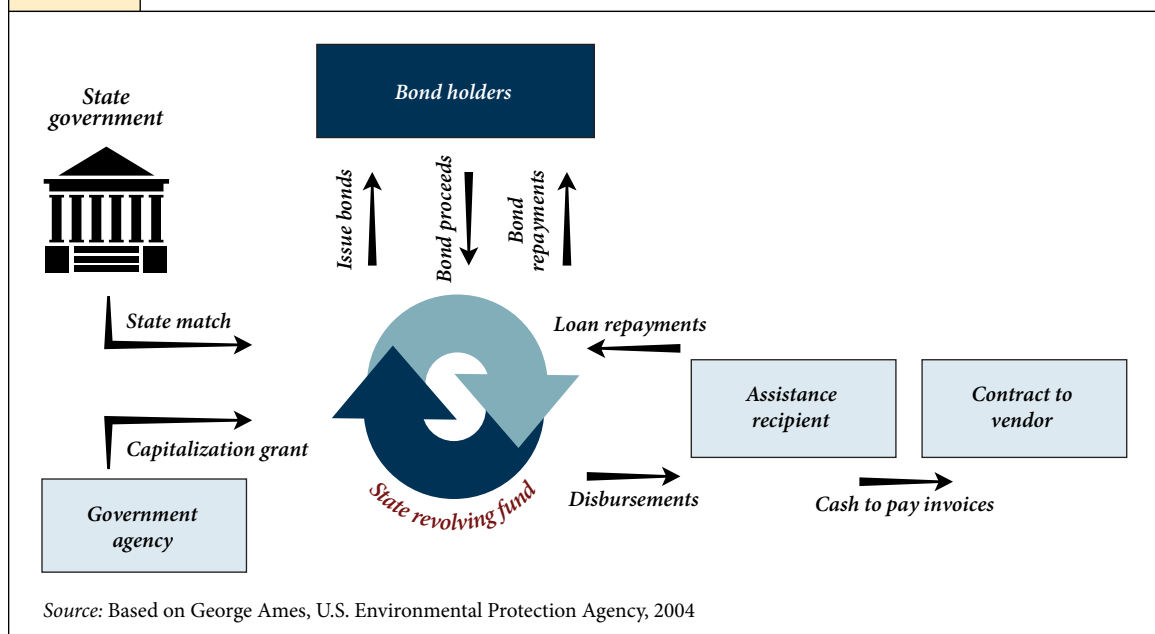 State
government
Bond holders
Issue bonds
Bond proceeds
Bond
repayments
State match
Loan repayments
Assistance
recipient
Contract to
vendor
Capitalization grant
Government
agency
State revolving fund
Disbursements
Cash to pay invoices
Source: Based on George Ames, U.S. Environmental Protection Agency, 2004